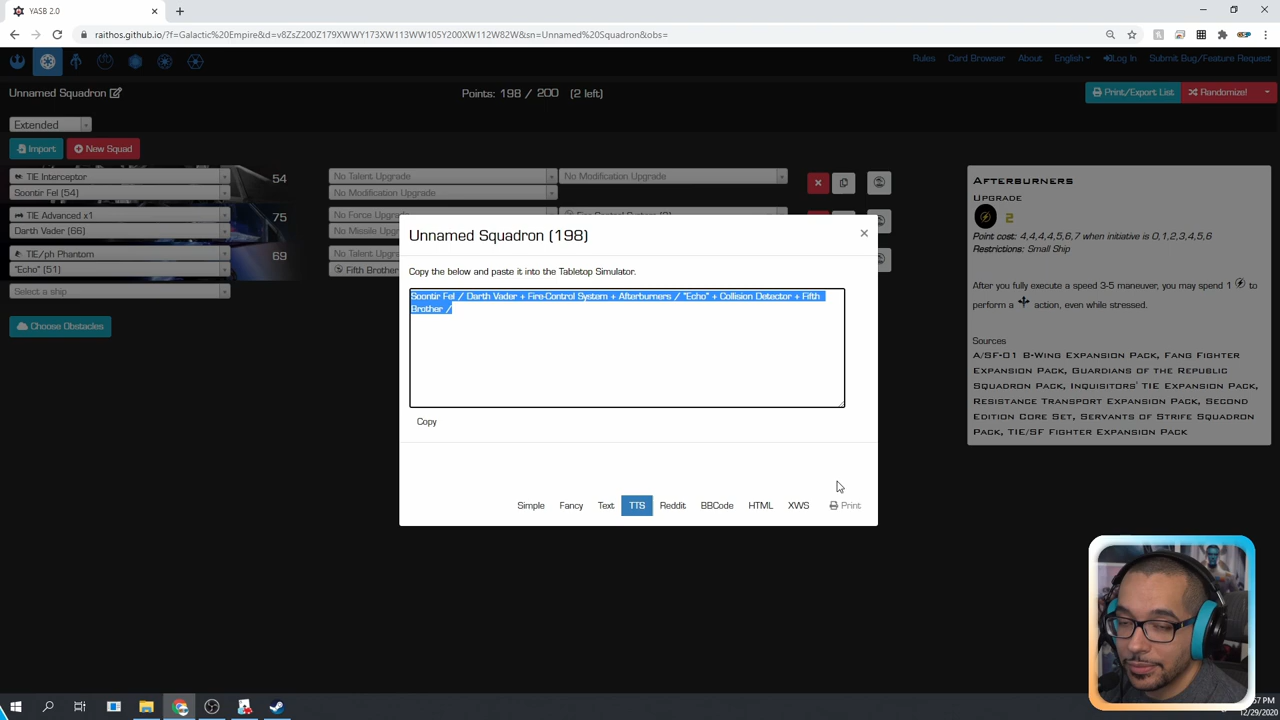 YASB 2.0
raithos.github.io/?f=Galactic%20Empire&d=v8ZsZ200Z179XWWY173XW113WW105Y200XW112W82W&sn=Unnamed%20Squadron&obs=
Rules Card Browser About English Log In Submit Bug/Feature Request
Unnamed Squadron Points: 198 / 200 (2 left) Print/Export List Randomize!
Extended
Import New Squad
TIE Interceptor 54 No Talent Upgrade No Modification Upgrade
Soontir Fel (54) No Modification Upgrade
TIE Advanced x1 75 No Force Upgrade
Darth Vader (66) No Missile Upgrade
TIE/ph Phantom 69
"Echo" (51) Fifth Brother
Select a ship
Choose Obstacles
Unnamed Squadron (198)
Copy the below and paste it into the Tabletop Simulator.
Soontir Fel / Darth Vader + Fire-Control System + Afterburners / "Echo" + Collision Detector + Fifth
Brother /
Copy
Simple Fancy Text TTS Reddit BBCode HTML XWS Print
Afterburners
Upgrade
2
Point cost: 4,4,4,4,5,6,7 when initiative is 0,1,2,3,4,5,6
Restrictions: Small Ship
After you fully execute a speed 3-5 maneuver, you may spend 1 to
perform a action, even while stressed.
Sources
A/SF-01 B-Wing Expansion Pack, Fang Fighter
Expansion Pack, Guardians of the Republic
Squadron Pack, Inquisitors' TIE Expansion Pack,
Resistance Transport Expansion Pack, Second
Edition Core Set, Servants of Strife Squadron
Pack, TIE/SF Fighter Expansion Pack
12/29/2020